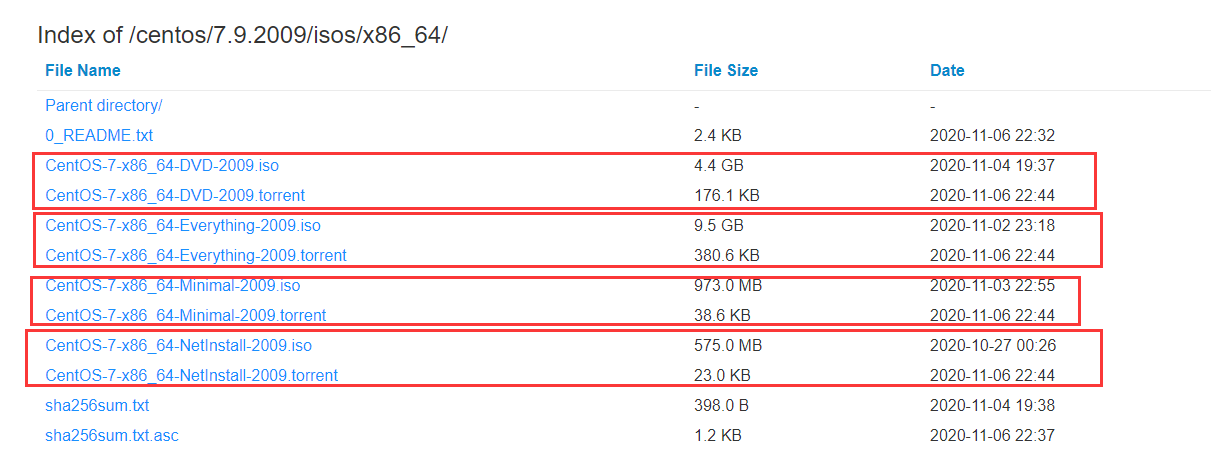 Index of /centos/7.9.2009/isos/x86_64/
File Name File Size Date
Parent directory/ - -
0_README.txt 2.4 KB 2020-11-06 22:32
CentOS-7-x86_64-DVD-2009.iso 4.4 GB 2020-11-04 19:37
CentOS-7-x86_64-DVD-2009.torrent 176.1 KB 2020-11-06 22:44
CentOS-7-x86_64-Everything-2009.iso 9.5 GB 2020-11-02 23:18
CentOS-7-x86_64-Everything-2009.torrent 380.6 KB 2020-11-06 22:44
CentOS-7-x86_64-Minimal-2009.iso 973.0 MB 2020-11-03 22:55
CentOS-7-x86_64-Minimal-2009.torrent 38.6 KB 2020-11-06 22:44
CentOS-7-x86_64-NetInstall-2009.iso 575.0 MB 2020-10-27 00:26
CentOS-7-x86_64-NetInstall-2009.torrent 23.0 KB 2020-11-06 22:44
sha256sum.txt 398.0 B 2020-11-04 19:38
sha256sum.txt.asc 1.2 KB 2020-11-06 22:37